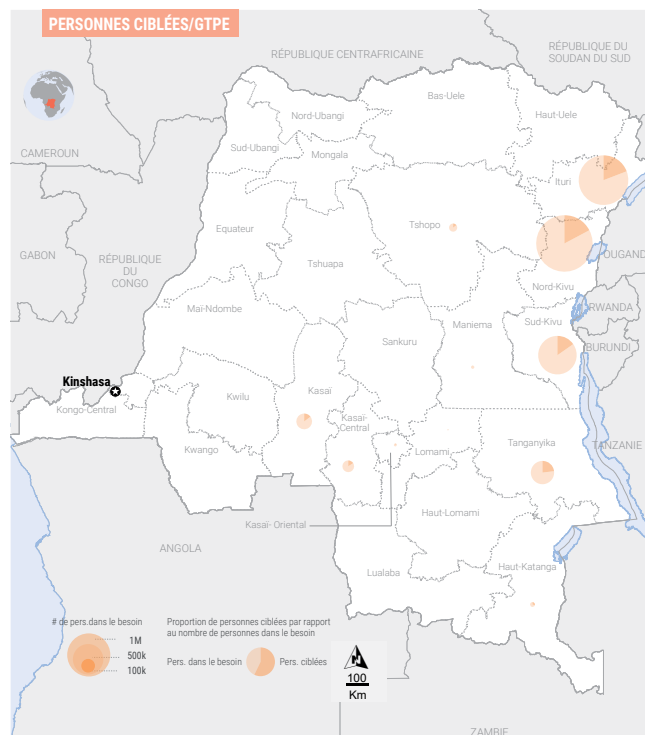 PERSONNES CIBLÉES/GTPE
RÉPUBLIQUE CENTRAFRICAINE
RÉPUBLIQUE DU
SOUDAN DU SUD
Bas-Uele
Nord-Ubangi
Haut-Uele
Sud-Ubangi
CAMEROUN
Mongala
Ituri
Equateur
Tshopo
GABON
RÉPUBLIQUE
DU
CONGO
Tshuapa
OUGAND
Nord-Kivu
Maï-Ndombe
RWANDA
Sud-Kivu
Maniema
Sankuru
BURUNDI
Kinshasa
Kasaï
Kwilu
Kongo-Central
Kasaï-
Central
Tanganyika
TANZANIE
Kwango
Lomami
Haut-Lomami
Kasaï- Oriental
ANGOLA
Lualaba
Haut-Katanga
# de pers.dans le besoin
1M
500k
100k
Proportion de personnes ciblées par rapport
au nombre de personnes dans le besoin
Pers. dans le besoin
Pers. ciblées
N
100
Km
ZAMBIE